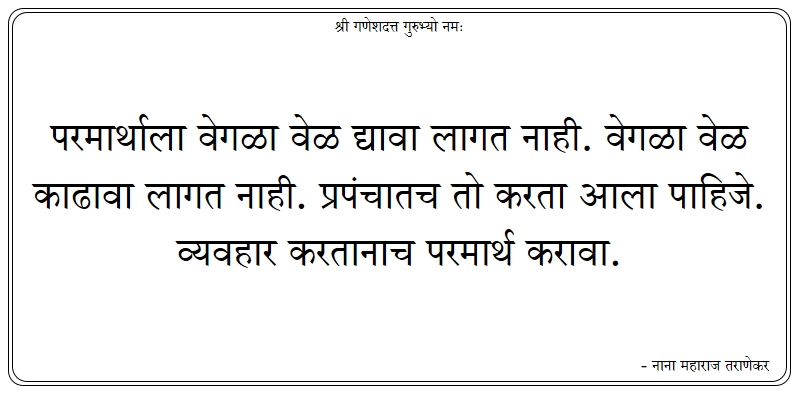 श्री गणेशदत्त गुरुभ्यो नमः
परमार्थाला वेगळा वेळ द्यावा लागत नाही. वेगळा वेळ
काढावा लागत नाही. प्रपंचातच तो करता आला पाहिजे.
व्यवहार करतानाच परमार्थ करावा.
- नाना महाराज तराणेकर